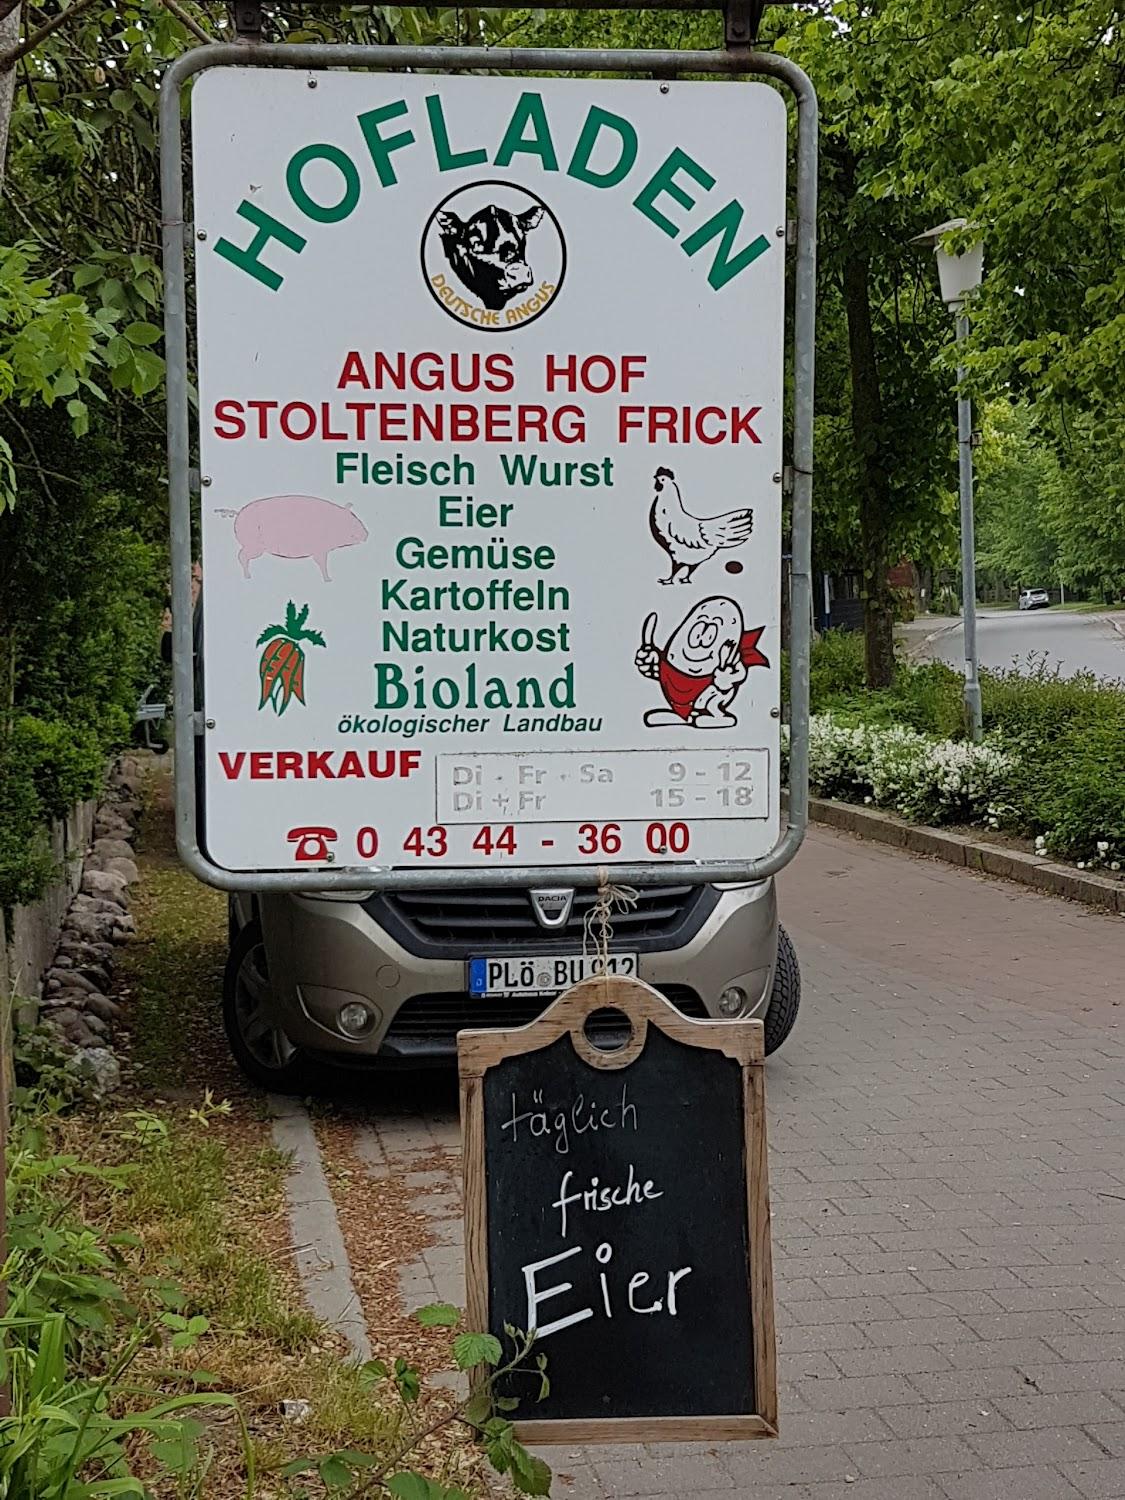 HOFLADEN
DEUTSCHE ANGUS
ANGUS HOF
STOLTENBERG FRICK
Fleisch Wurst
Eier
Gemüse
Kartoffeln
Naturkost
Bioland
ökologischer Landbau
VERKAUF
Di - Fr - Sa 9 - 12
Di + Fr 15 - 18
0 43 44 - 36 00
DACIA
PLÖ BU 912
täglich
frische
Eier